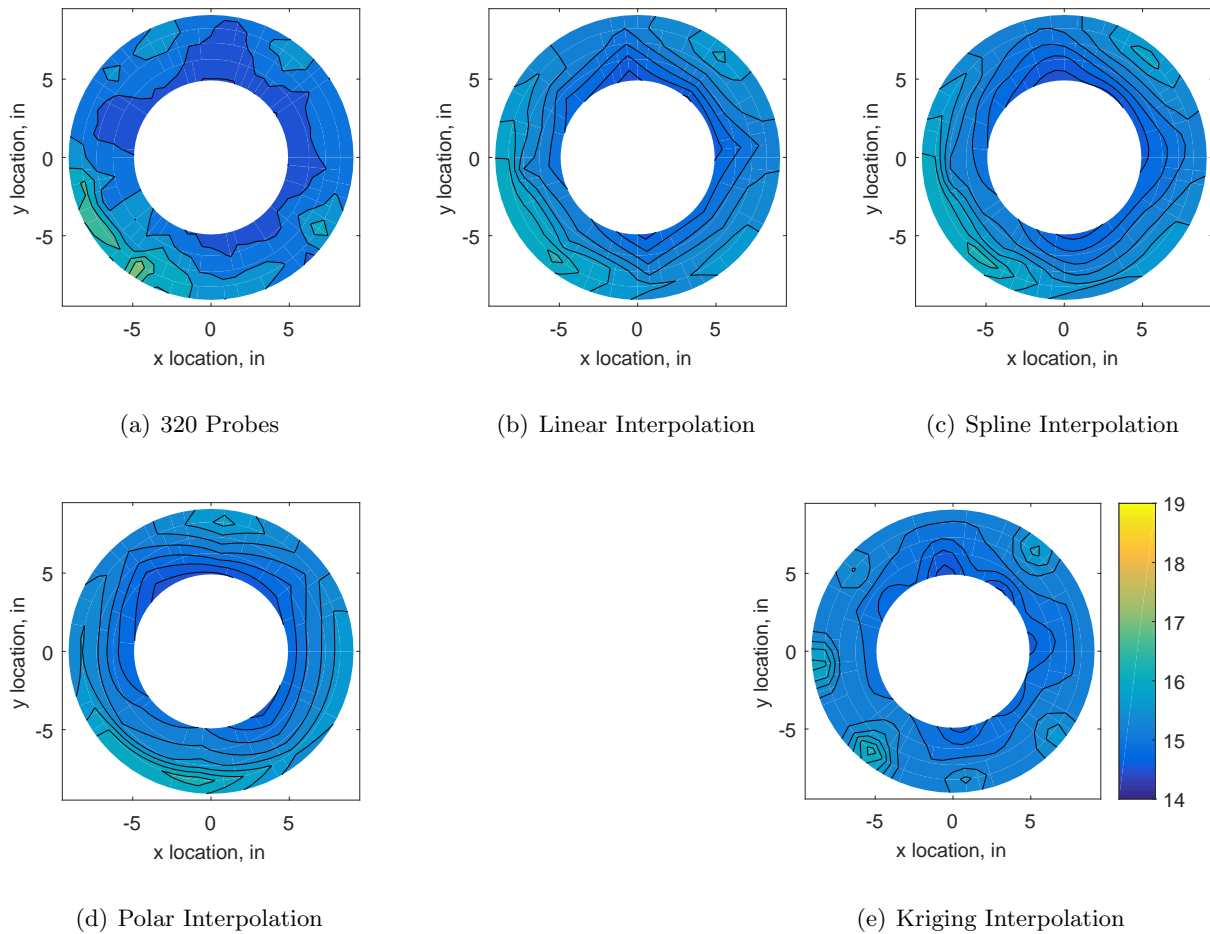 5
0
-5
y location, in
-5 0 5
x location, in
(a) 320 Probes
5
0
-5
y location, in
-5 0 5
x location, in
(b) Linear Interpolation
5
0
-5
y location, in
-5 0 5
x location, in
(c) Spline Interpolation
5
0
-5
y location, in
-5 0 5
x location, in
(d) Polar Interpolation
5
0
-5
y location, in
-5 0 5
x location, in
19
18
17
16
15
14
(e) Kriging Interpolation